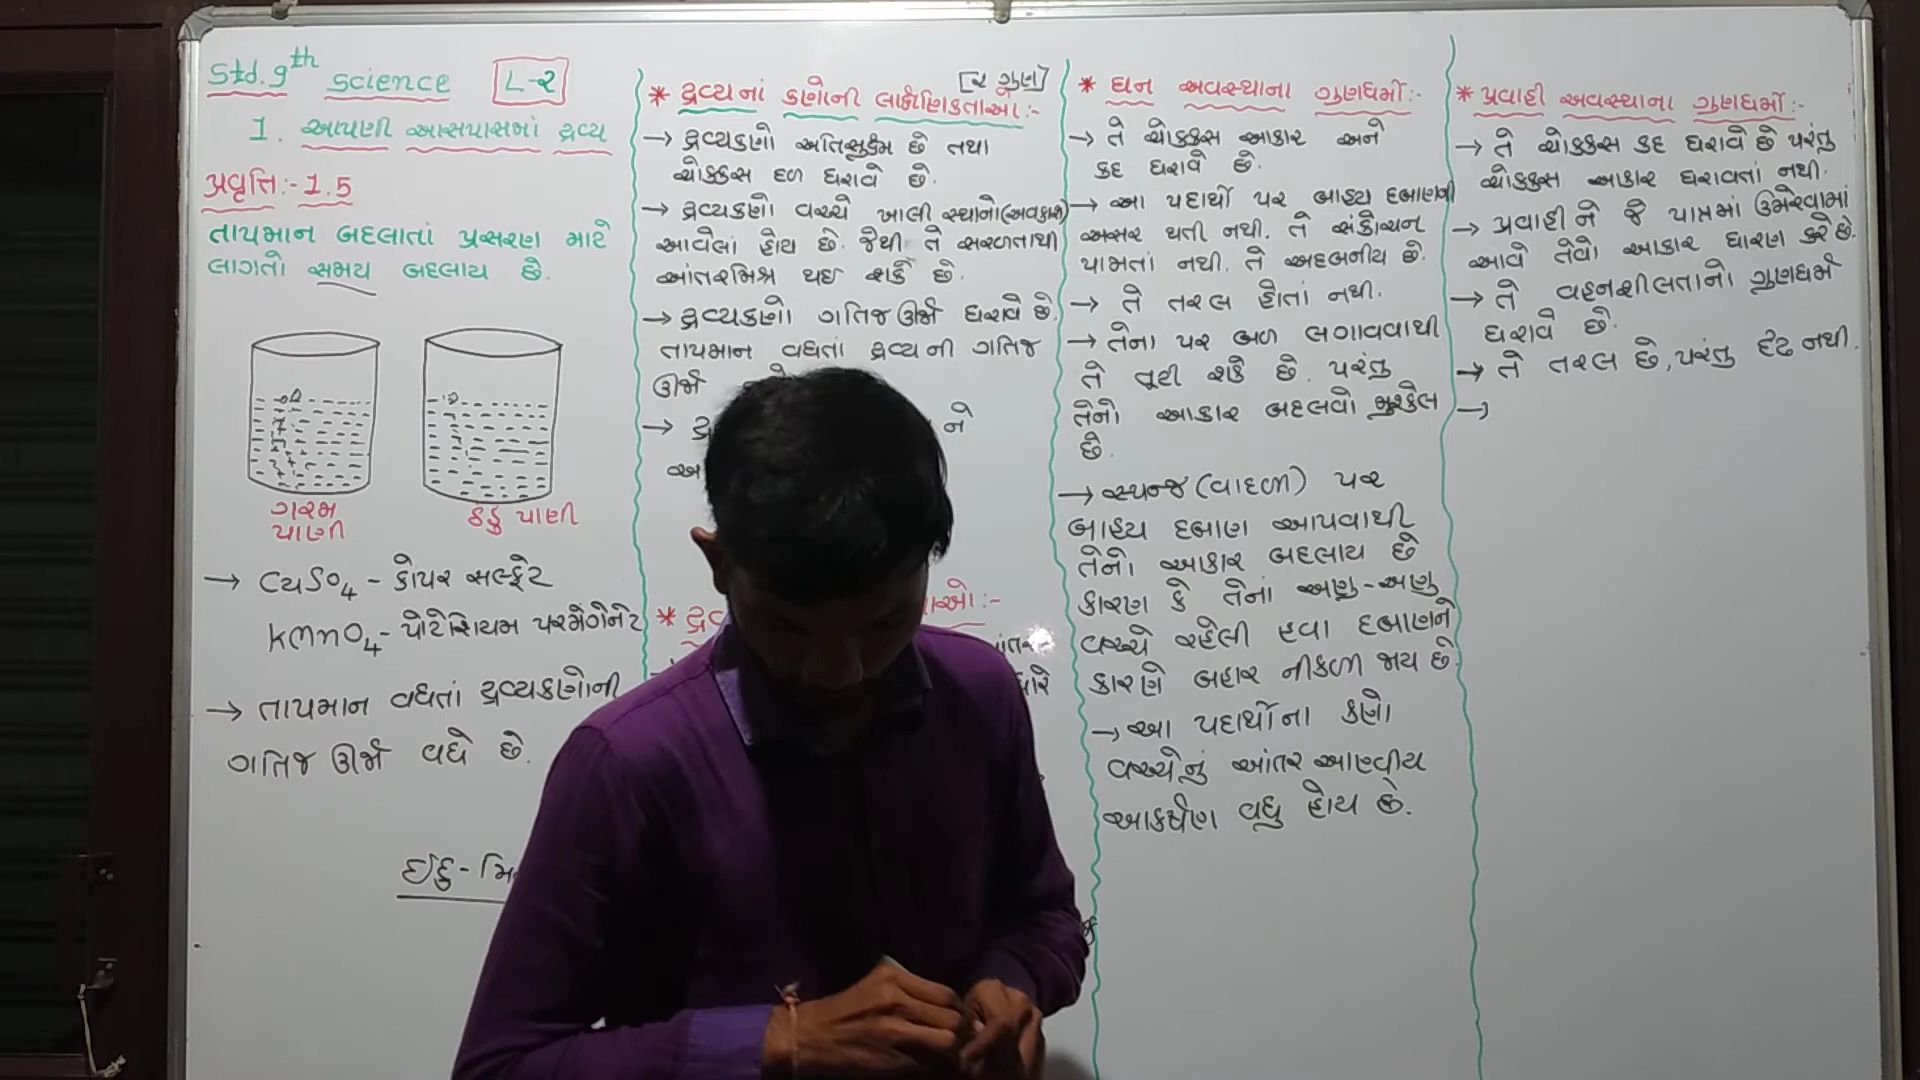 Std. 9th Science L-૨
1. આપણી આસપાસમાં દ્રવ્ય
પ્રવૃત્તિ:- 1.5
તાપમાન બદલાતાં પ્રસરણ માટે
લાગતો સમય બદલાય છે.
ગરમ
પાણી
ઠંડુ પાણી
→ CuSO4 - કોપર સલ્ફેટ
KMnO4 - પોટેશિયમ પરમેંગેનેટ
→ તાપમાન વધતાં દ્રવ્યકણોની
ગતિજ ઊર્જા વધે છે.
[૨ ગુણ]
* દ્રવ્યનાં કણોની લાક્ષણિકતાઓ:-
→ દ્રવ્યકણો અતિસૂક્ષ્મ છે તથા
ચોક્કસ દળ ધરાવે છે.
→ દ્રવ્યકણો વચ્ચે ખાલી સ્થાનો(અવકાશ)
આવેલાં હોય છે. જેથી તે સરળતાથી
આંતરમિશ્ર થઇ શકે છે.
→ દ્રવ્યકણો ગતિજ ઊર્જા ધરાવે છે.
તાપમાન વધતાં દ્રવ્યની ગતિજ
ઊર્જા
→
ને
*
:-
* ઘન અવસ્થાના ગુણધર્મો:-
→ તે ચોક્કસ આકાર અને
કદ ધરાવે છે.
→ આ પદાર્થો પર બાહ્ય દબાણની
અસર થતી નથી. તે સંકોચન
પામતાં નથી. તે અદબનીય છે.
→ તે તરલ હોતાં નથી.
→ તેના પર બળ લગાવવાથી
તે તૂટી શકે છે. પરંતુ
તેનો આકાર બદલવો મુશ્કેલ
છે.
→ સ્પન્જ (વાદળી) પર
બાહ્ય દબાણ આપવાથી
તેનો આકાર બદલાય છે
કારણ કે તેનાં અણુ-અણુ
વચ્ચે રહેલી હવા દબાણને
કારણે બહાર નીકળી જાય છે.
→ આ પદાર્થોના કણો
વચ્ચેનું આંતર આણ્વીય
આકર્ષણ વધુ હોય છે.
* પ્રવાહી અવસ્થાના ગુણધર્મો:-
→ તે ચોક્કસ કદ ધરાવે છે પરંતુ
ચોક્કસ આકાર ધરાવતાં નથી.
→ પ્રવાહીને જે પાત્રમાં ઉમેરવામાં
આવે તેવો આકાર ધારણ કરે છે.
→ તે વહનશીલતાનો ગુણધર્મ
ધરાવે છે.
→ તે તરલ છે, પરંતુ દૃઢ નથી.
→